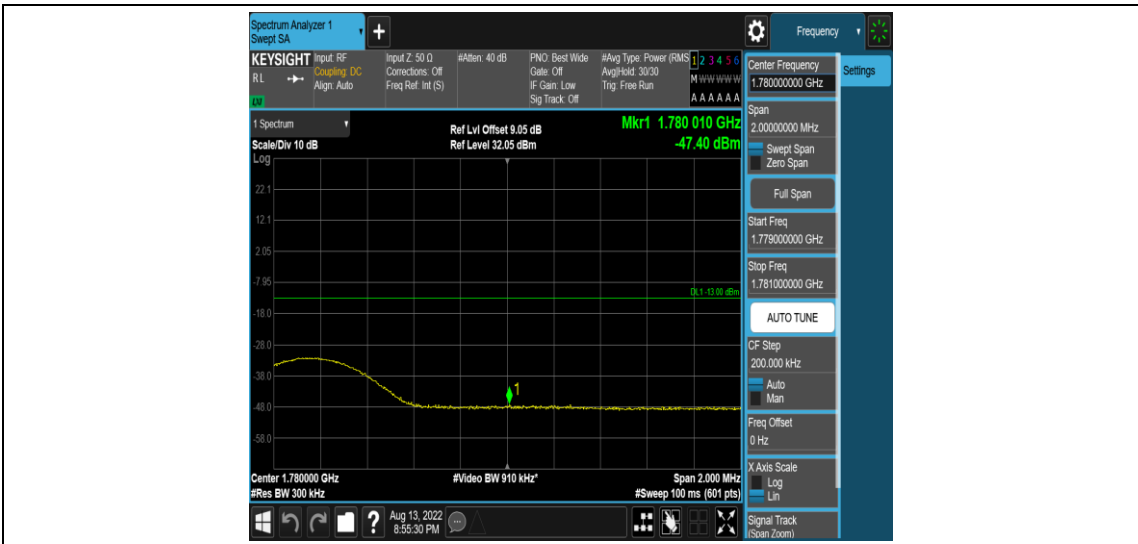 Spectrum Analyzer 1
Swept SA
+
Frequency
KEYSIGHT
RL
LXI
Input: RF
Coupling: DC
Align: Auto
Input Z: 50 Ω
Corrections: Off
Freq Ref: Int (S)
#Atten: 40 dB
PNO: Best Wide
Gate: Off
IF Gain: Low
Sig Track: Off
#Avg Type: Power (RMS
Avg|Hold: 30/30
Trig: Free Run
1 2 3 4 5 6
M W W W W W
A A A A A A
1 Spectrum
Scale/Div 10 dB
Log
Ref Lvl Offset 9.05 dB
Ref Level 32.05 dBm
Mkr1 1.780 010 GHz
-47.40 dBm
22.1
12.1
2.05
-7.95
-18.0
-28.0
-38.0
-48.0
-58.0
DL1 -13.00 dBm
1
Center 1.780000 GHz
#Res BW 300 kHz
#Video BW 910 kHz*
Span 2.000 MHz
#Sweep 100 ms (601 pts)
Aug 13, 2022
8:55:30 PM
?
Center Frequency
1.780000000 GHz
Settings
Span
2.00000000 MHz
Swept Span
Zero Span
Full Span
Start Freq
1.779000000 GHz
Stop Freq
1.781000000 GHz
AUTO TUNE
CF Step
200.000 kHz
Auto
Man
Freq Offset
0 Hz
X Axis Scale
Log
Lin
Signal Track
(Span Zoom)